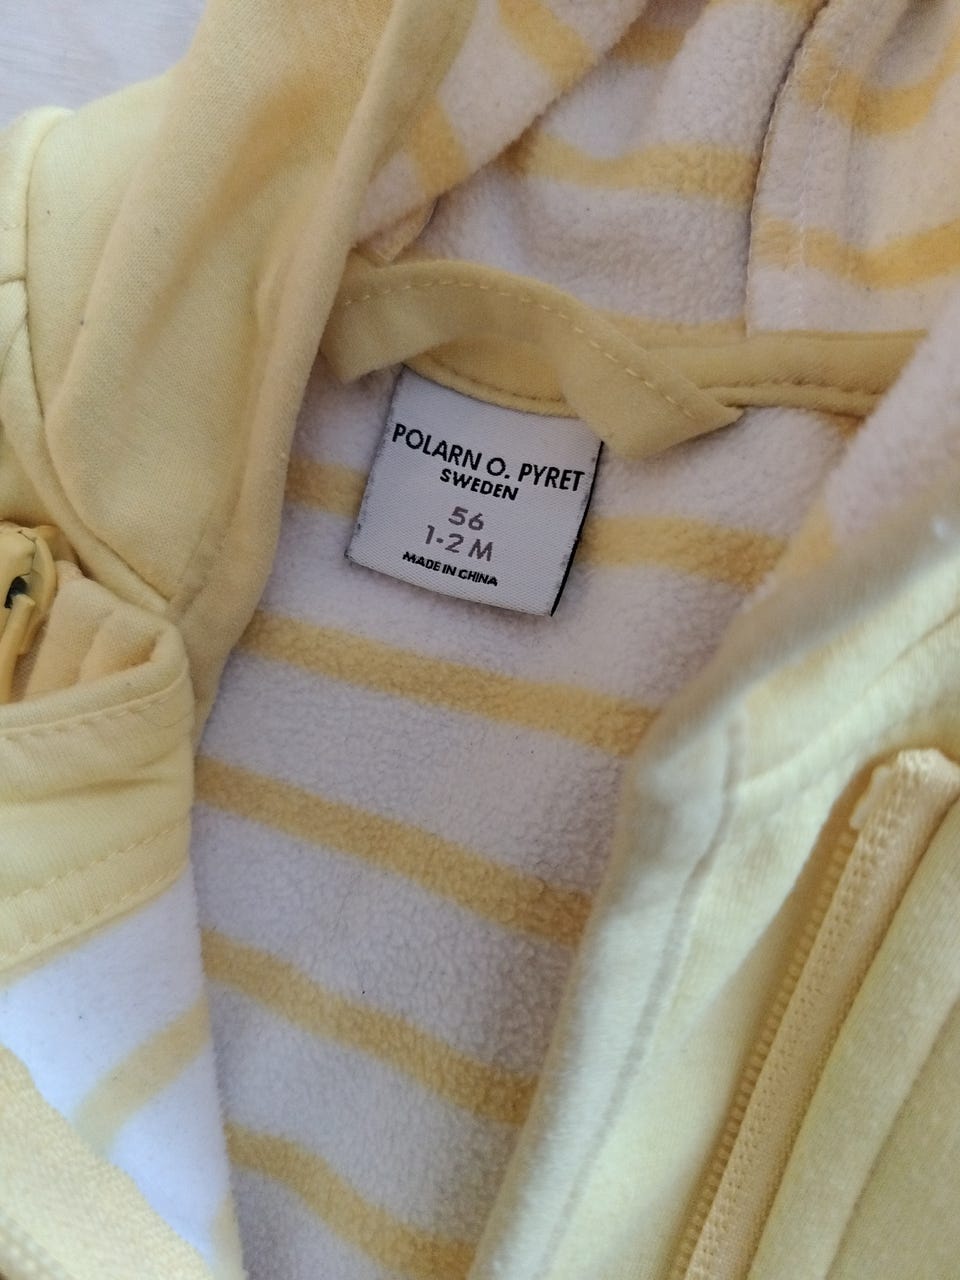 POLARN O. PYRET
SWEDEN
56
1-2 M
MADE IN CHINA